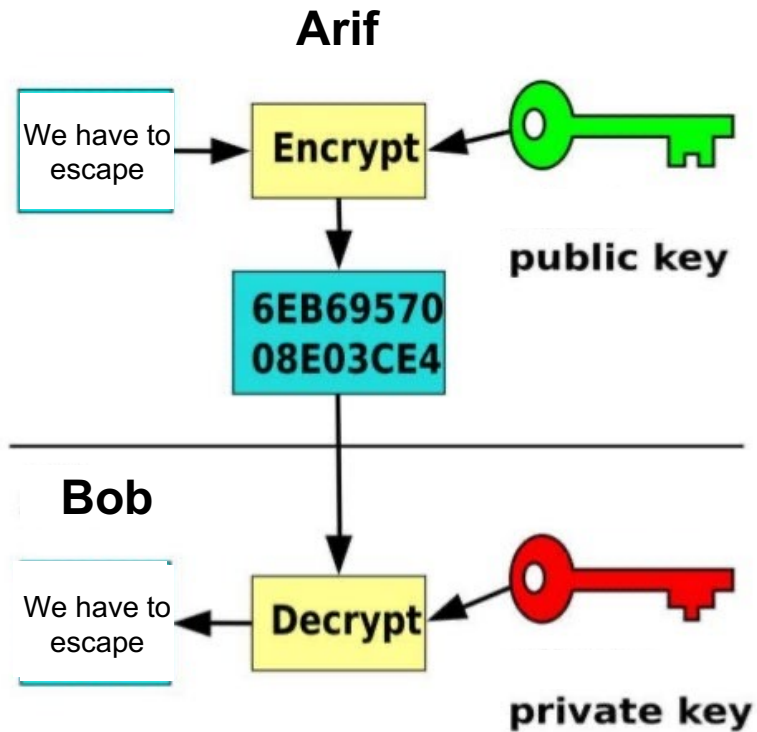 Arif
We have to
escape
Encrypt
public key
6EB69570
08E03CE4
Bob
We have to
escape
Decrypt
private key